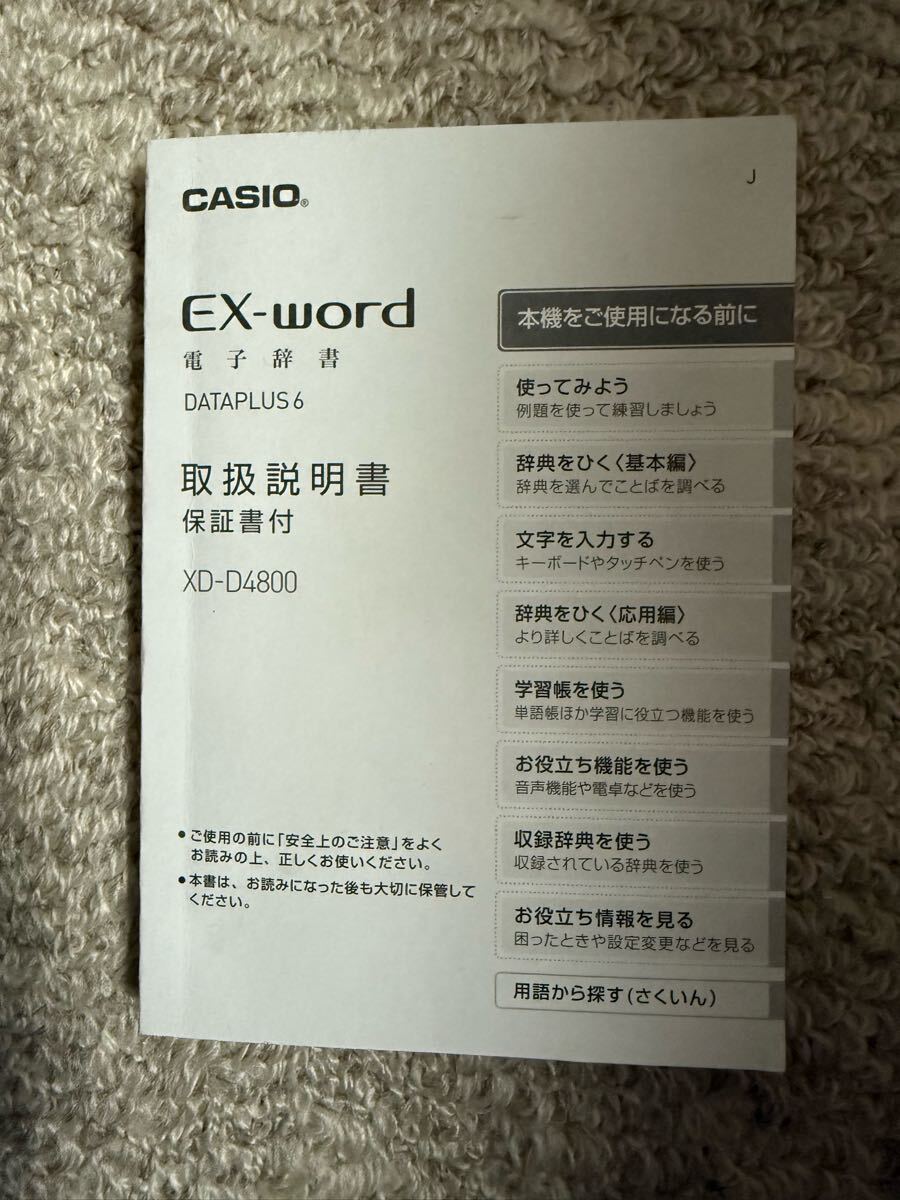 J
CASIO®
EX-word
電子辞書
DATAPLUS 6
取扱説明書
保証書付
XD-D4800
●ご使用の前に「安全上のご注意」をよく
お読みの上、正しくお使いください。
●本書は、お読みになった後も大切に保管して
ください。
本機をご使用になる前に
使ってみよう
例題を使って練習しましょう
辞典をひく〈基本編〉
辞典を選んでことばを調べる
文字を入力する
キーボードやタッチペンを使う
辞典をひく〈応用編〉
より詳しくことばを調べる
学習帳を使う
単語帳ほか学習に役立つ機能を使う
お役立ち機能を使う
音声機能や電卓などを使う
収録辞典を使う
収録されている辞典を使う
お役立ち情報を見る
困ったときや設定変更などを見る
用語から探す(さくいん)